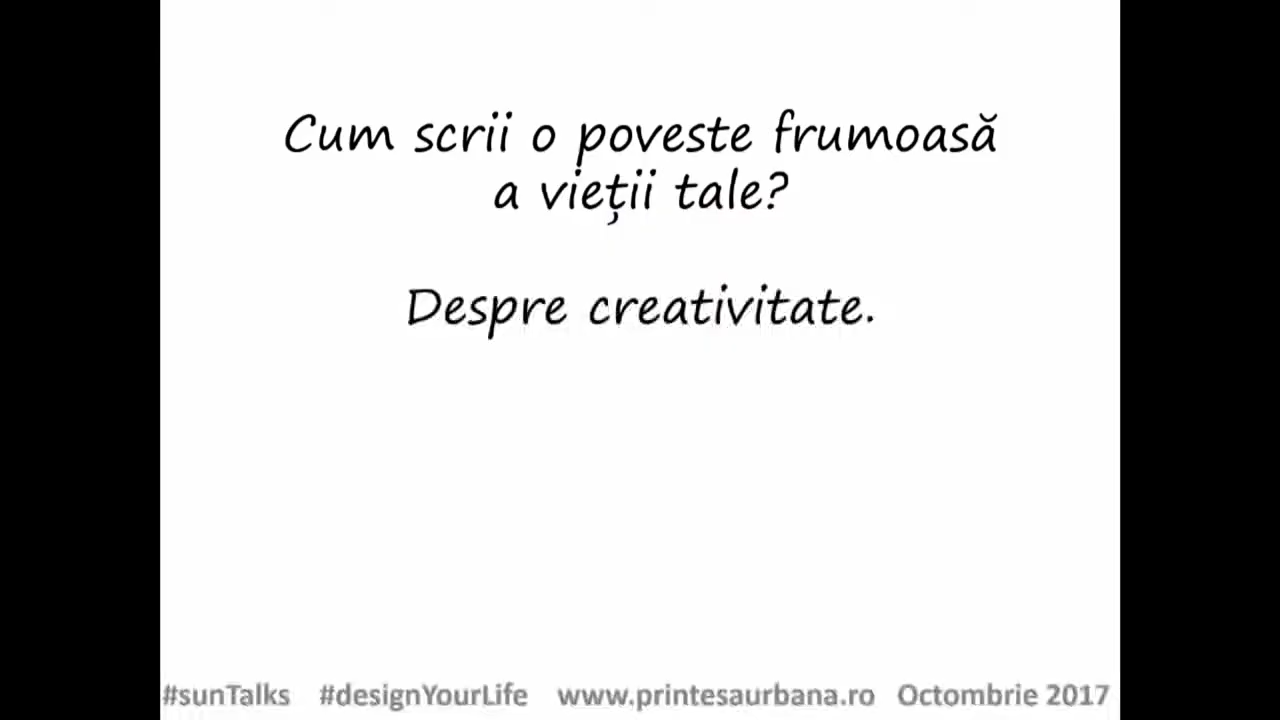 Cum scrii o poveste frumoasă
a vieții tale?
Despre creativitate.
#sunTalks #designYourLife www.printesaurbana.ro Octombrie 2017